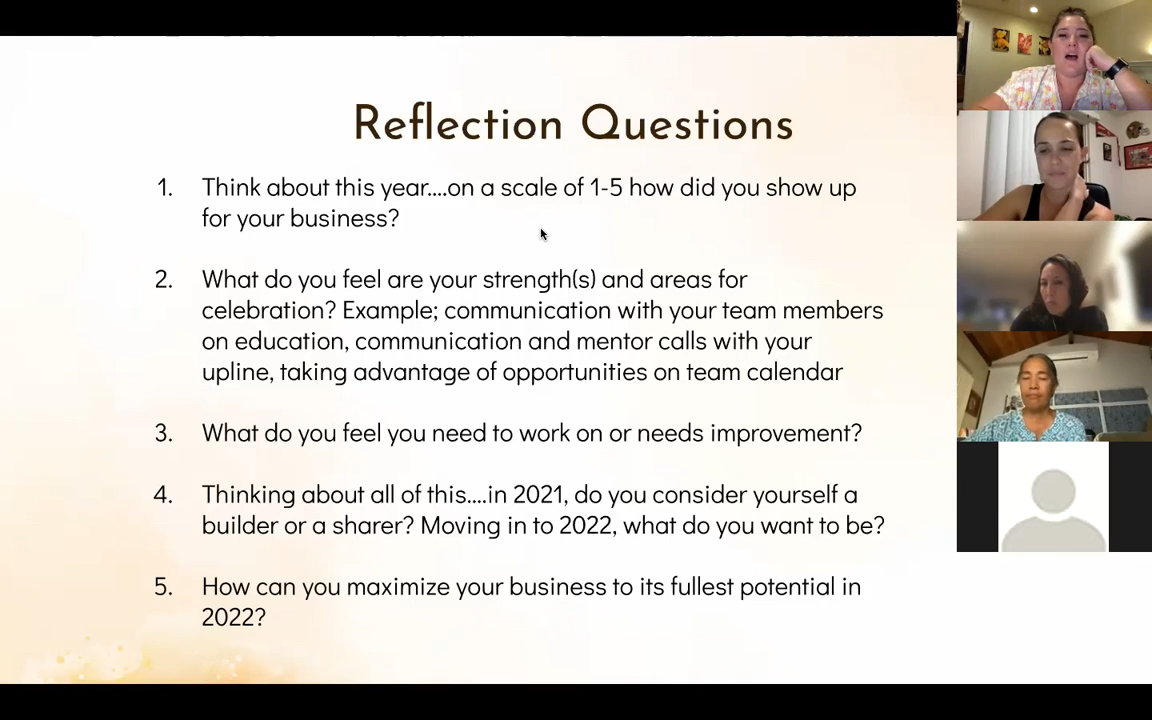 Reflection Questions
1. Think about this year....on a scale of 1-5 how did you show up
for your business?
2. What do you feel are your strength(s) and areas for
celebration? Example; communication with your team members
on education, communication and mentor calls with your
upline, taking advantage of opportunities on team calendar
3. What do you feel you need to work on or needs improvement?
4. Thinking about all of this....in 2021, do you consider yourself a
builder or a sharer? Moving in to 2022, what do you want to be?
5. How can you maximize your business to its fullest potential in
2022?